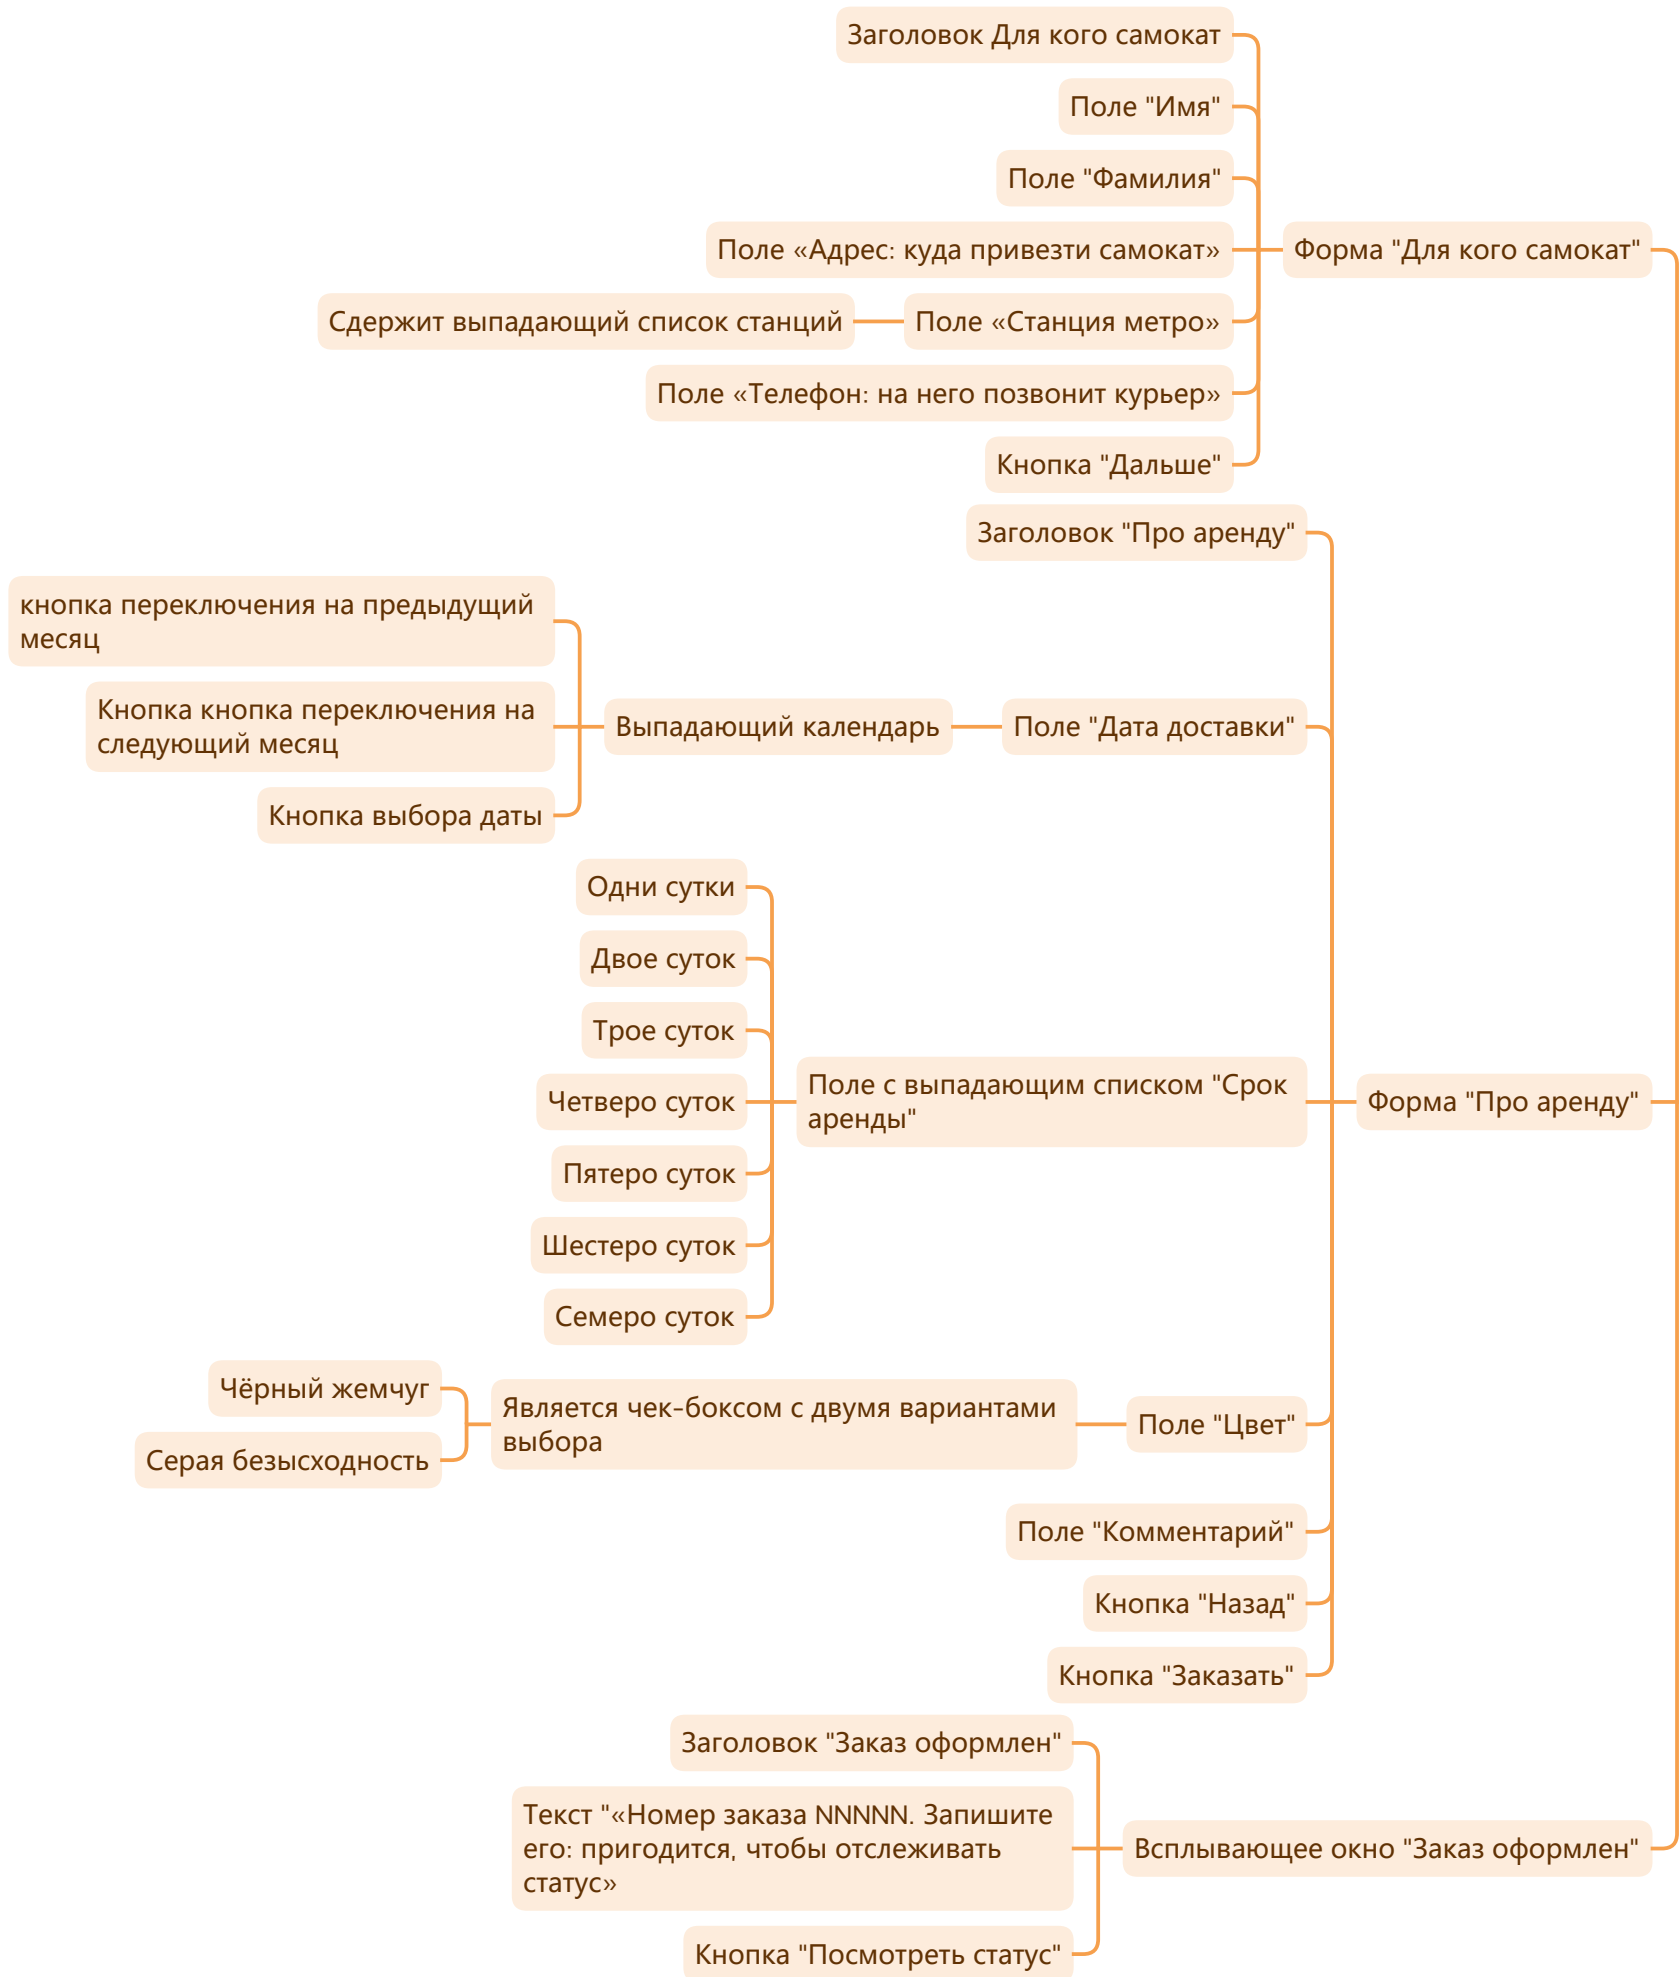 Заголовок Для кого самокат
Поле "Имя"
Поле "Фамилия"
Поле «Адрес: куда привезти самокат»
Форма "Для кого самокат"
Сдержит выпадающий список станций
Поле «Станция метро»
Поле «Телефон: на него позвонит курьер»
Кнопка "Дальше"
Заголовок "Про аренду"
кнопка переключения на предыдущий
месяц
Кнопка кнопка переключения на
следующий месяц
Выпадающий календарь
Поле "Дата доставки"
Кнопка выбора даты
Одни сутки
Двое суток
Трое суток
Четверо суток
Поле с выпадающим списком "Срок
аренды"
Форма "Про аренду"
Пятеро суток
Шестеро суток
Семеро суток
Чёрный жемчуг
Серая безысходность
Является чек-боксом с двумя вариантами
выбора
Поле "Цвет"
Поле "Комментарий"
Кнопка "Назад"
Кнопка "Заказать"
Заголовок "Заказ оформлен"
Текст "«Номер заказа NNNNN. Запишите
его: пригодится, чтобы отслеживать
статус»
Всплывающее окно "Заказ оформлен"
Кнопка "Посмотреть статус"